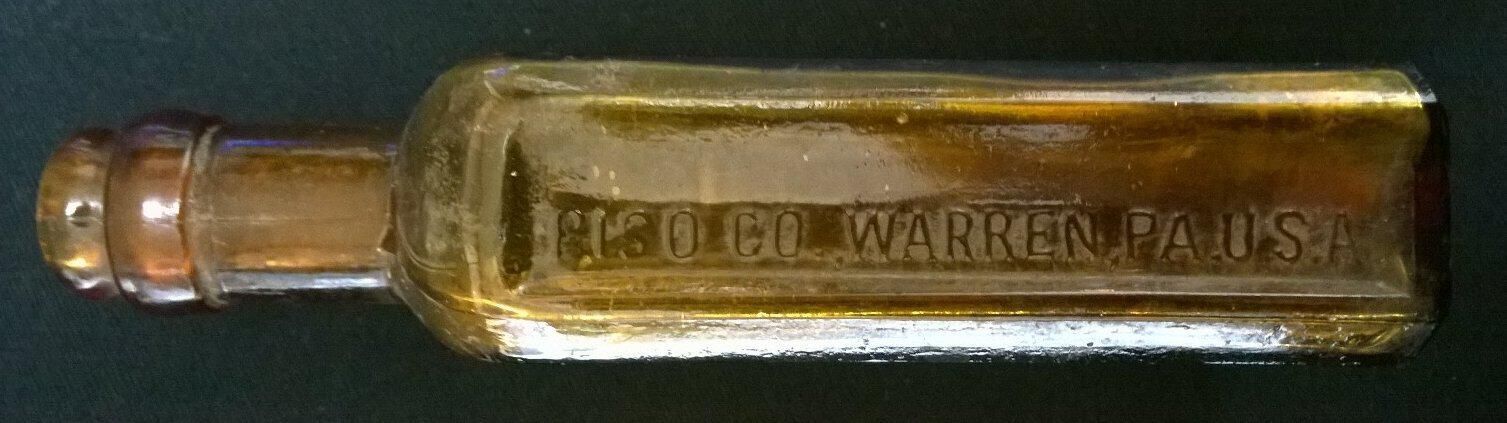 PISO CO. WARREN, PA. U.S.A.